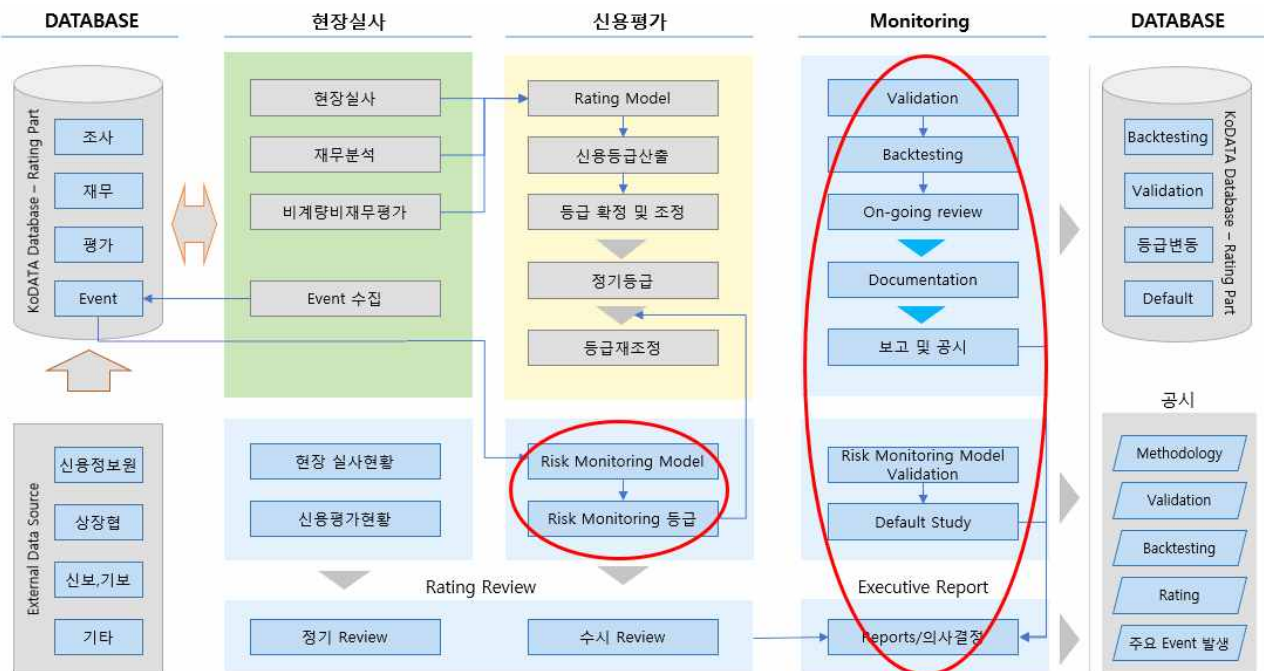 DATABASE
현장실사
신용평가
Monitoring
DATABASE
KoDATA Database – Rating Part
조사
재무
평가
Event
현장실사
재무분석
비계량비재무평가
Event 수집
Rating Model
신용등급산출
등급 확정 및 조정
정기등급
등급재조정
Validation
Backtesting
On-going review
Documentation
보고 및 공시
Backtesting
Validation
등급변동
Default
KoDATA Database – Rating Part
External Data Source
신용정보원
상장협
신보,기보
기타
현장 실사현황
신용평가현황
Risk Monitoring Model
Risk Monitoring 등급
Risk Monitoring Model
Validation
Default Study
공시
Methodology
Validation
Backtesting
Rating
주요 Event 발생
Rating Review
Executive Report
정기 Review
수시 Review
Reports/의사결정